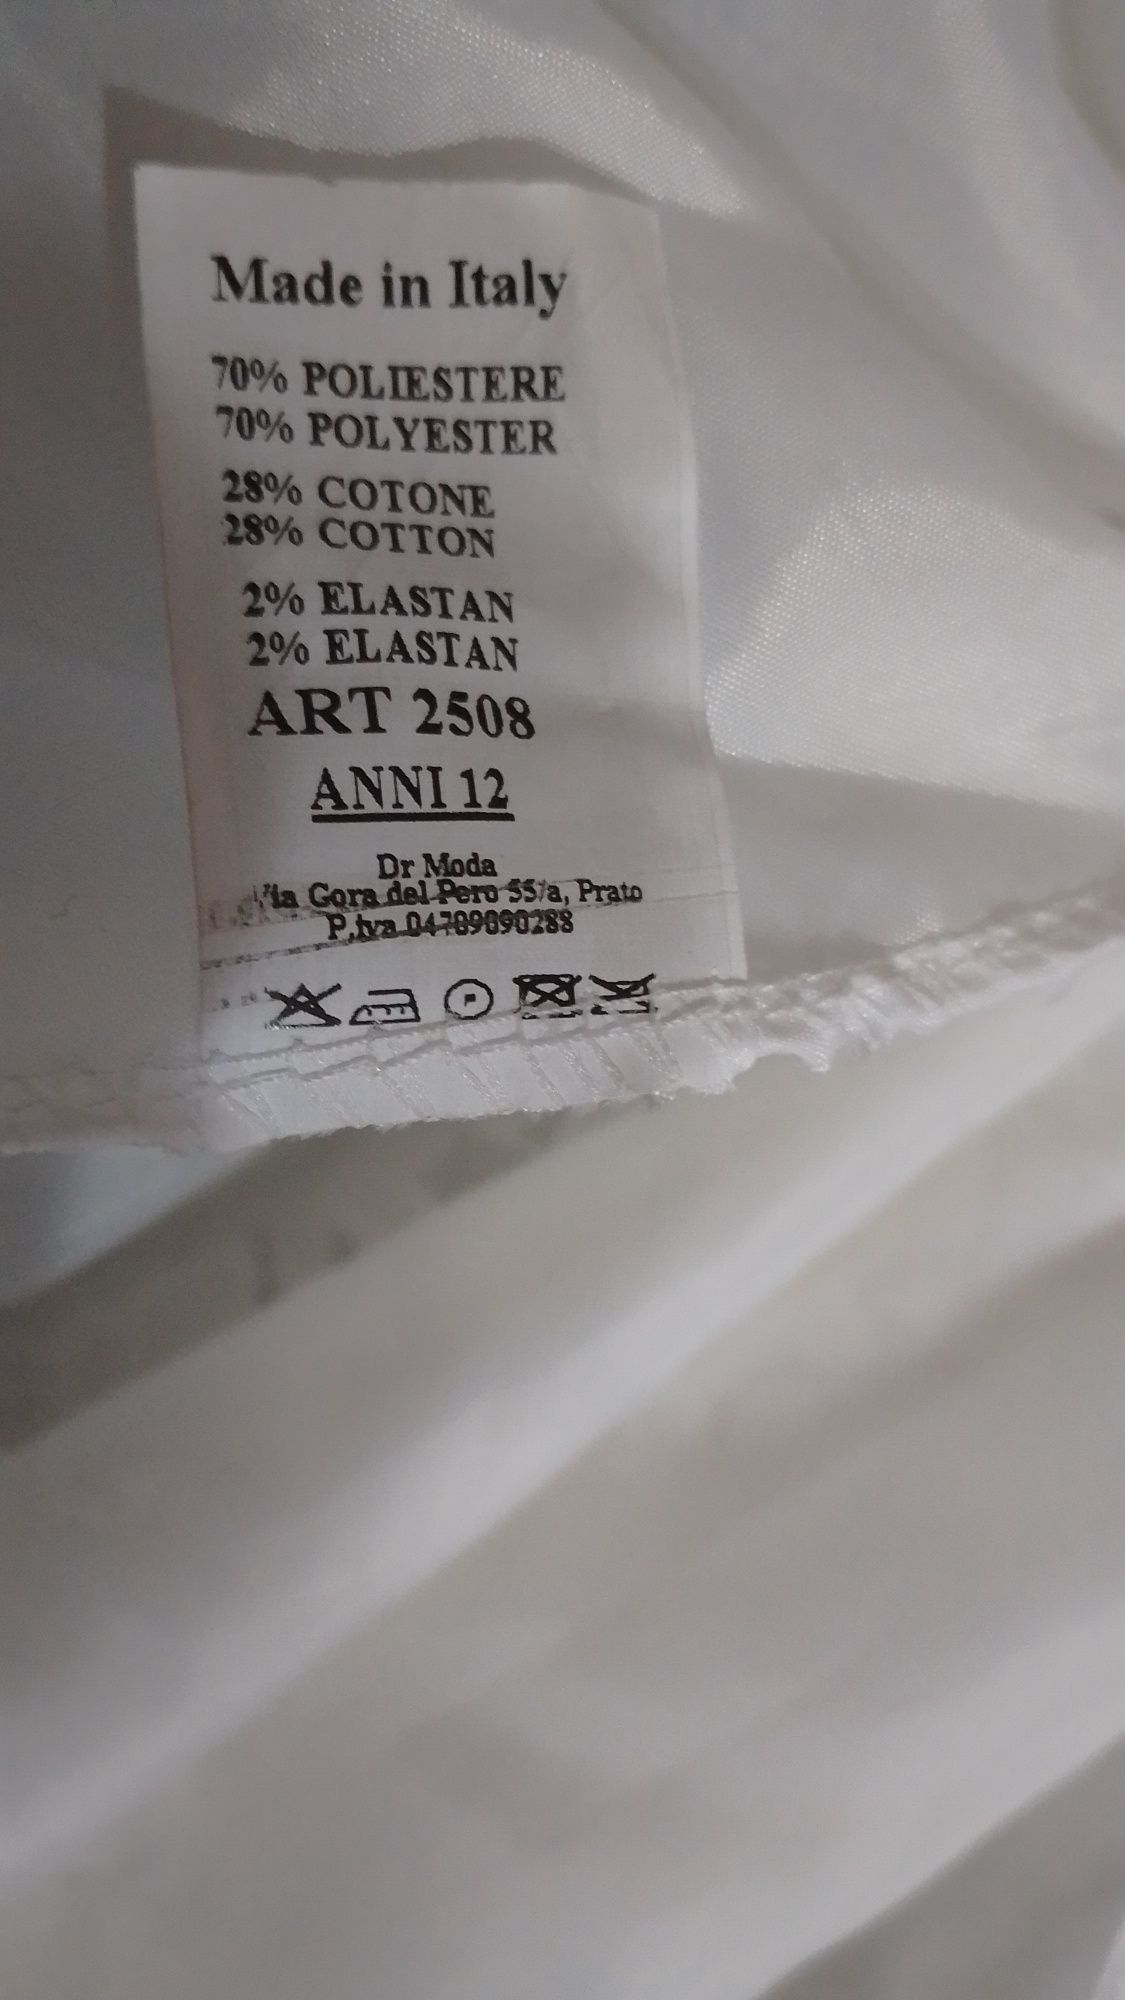 Made in Italy
70% POLIESTERE
70% POLYESTER
28% COTONE
28% COTTON
2% ELASTAN
2% ELASTAN
ART 2508
ANNI 12
Dr Moda
Via Gora del Pero 55/a, Prato
P.Iva 04789090288